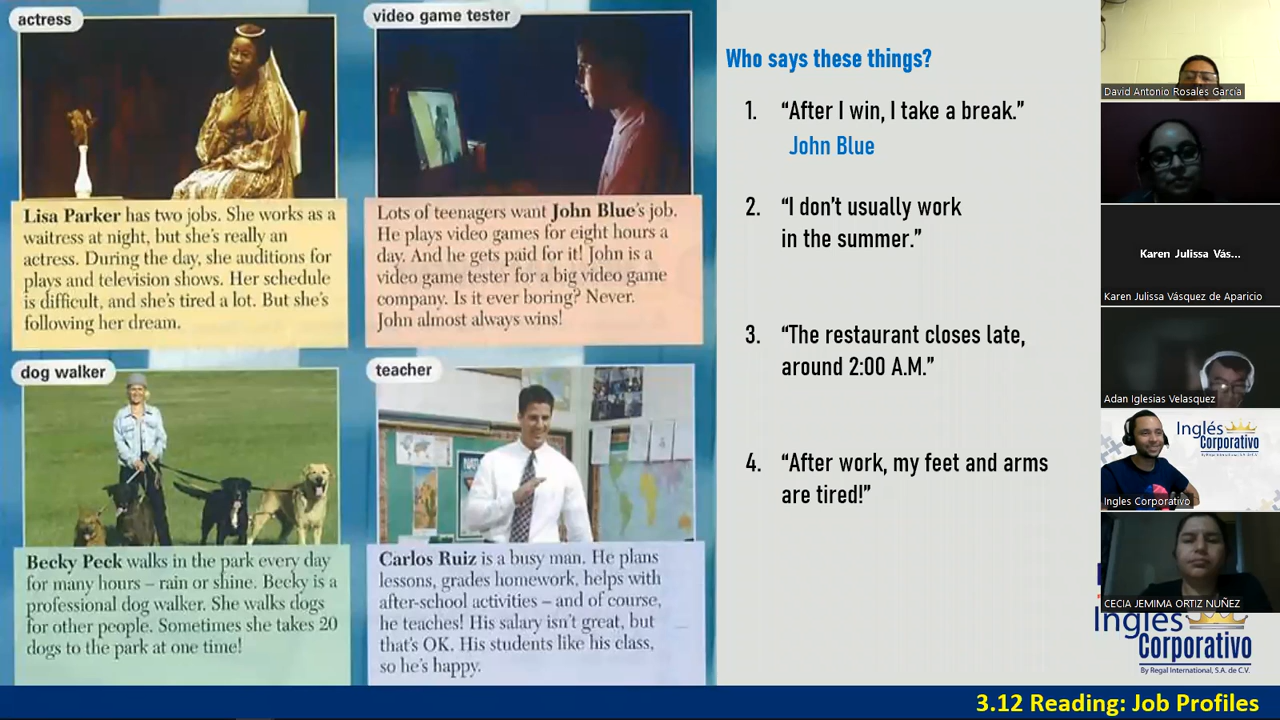 actress
Lisa Parker has two jobs. She works as a
waitress at night, but she's really an
actress. During the day, she auditions for
plays and television shows. Her schedule
is difficult, and she's tired a lot. But she's
following her dream.
video game tester
Lots of teenagers want John Blue's job.
He plays video games for eight hours a
day. And he gets paid for it! John is a
video game tester for a big video game
company. Is it ever boring? Never.
John almost always wins!
dog walker
Becky Peck walks in the park every day
for many hours – rain or shine. Becky is a
professional dog walker. She walks dogs
for other people. Sometimes she takes 20
dogs to the park at one time!
teacher
Carlos Ruiz is a busy man. He plans
lessons, grades homework, helps with
after-school activities – and of course,
he teaches! His salary isn't great, but
that's OK. His students like his class,
so he's happy.
Who says these things?
1. “After I win, I take a break.”
John Blue
2. “I don’t usually work
in the summer.”
3. “The restaurant closes late,
around 2:00 A.M.”
4. “After work, my feet and arms
are tired!”
David Antonio Rosales García
Karen Julissa Vás...
Karen Julissa Vásquez de Aparicio
Adan Iglesias Velasquez
Inglés
Corporativo
Ingles Corporativo
CECIA JEMIMA ORTIZ NUÑEZ
Inglés
Corporativo
By Regal International, S.A. de C.V.
3.12 Reading: Job Profiles